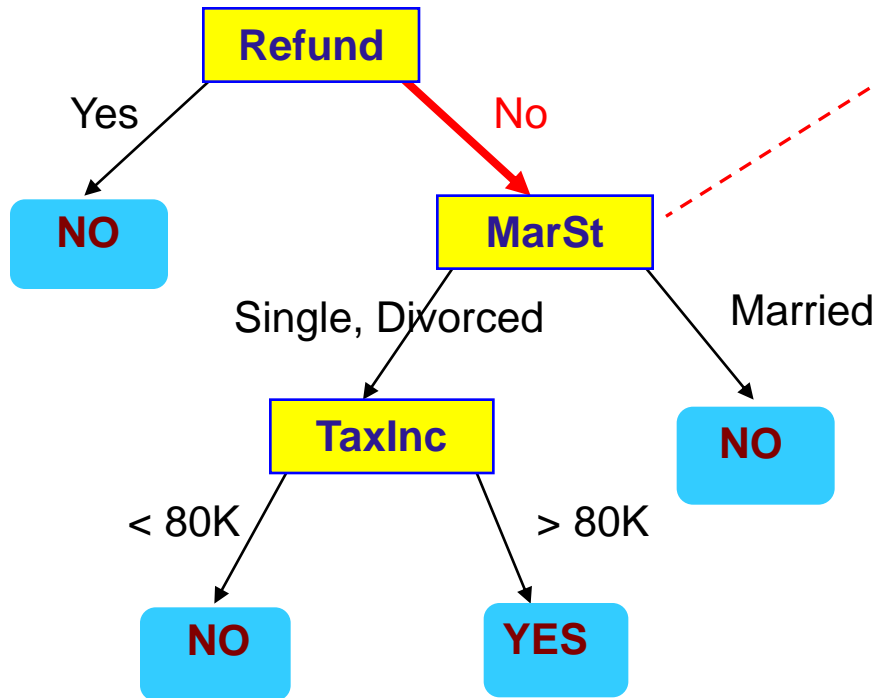 Refund
Yes
No
NO
MarSt
Single, Divorced
Married
TaxInc
NO
< 80K
> 80K
NO
YES